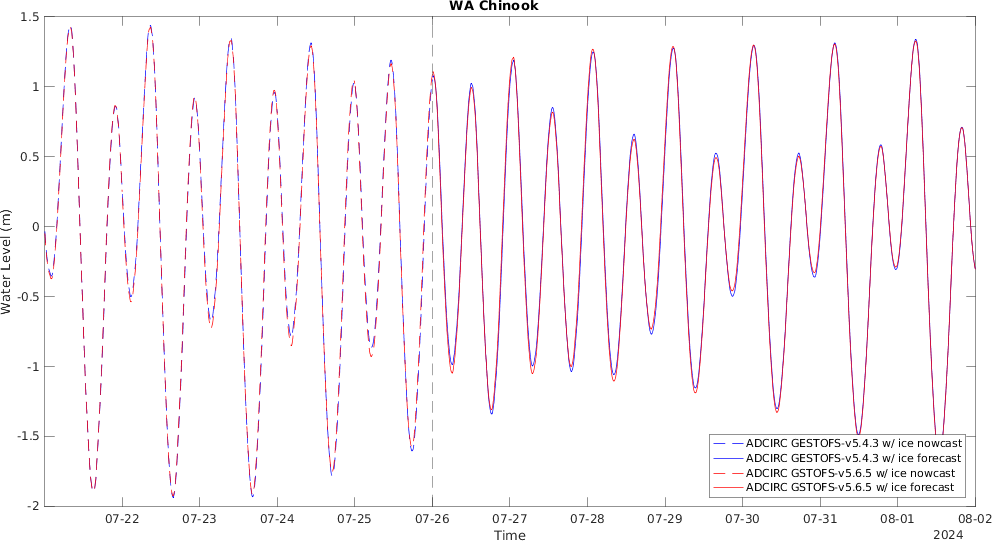 WA Chinook
1.5
1
0.5
0
-0.5
-1
-1.5
-2
Water Level (m)
ADCIRC GESTOFS-v5.4.3 w/ ice nowcast
ADCIRC GESTOFS-v5.4.3 w/ ice forecast
ADCIRC GSTOFS-v5.6.5 w/ ice nowcast
ADCIRC GSTOFS-v5.6.5 w/ ice forecast
07-22 07-23 07-24 07-25 07-26 07-27 07-28 07-29 07-30 07-31 08-01 08-02
Time
2024